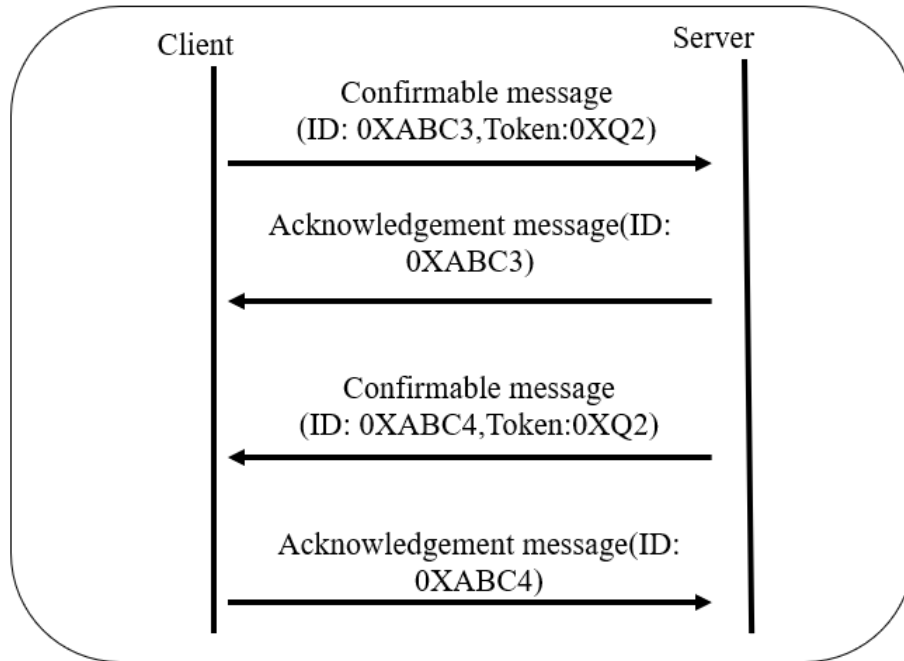 Client
Server
Confirmable message
(ID: 0XABC3,Token:0XQ2)
Acknowledgement message(ID:
0XABC3)
Confirmable message
(ID: 0XABC4,Token:0XQ2)
Acknowledgement message(ID:
0XABC4)